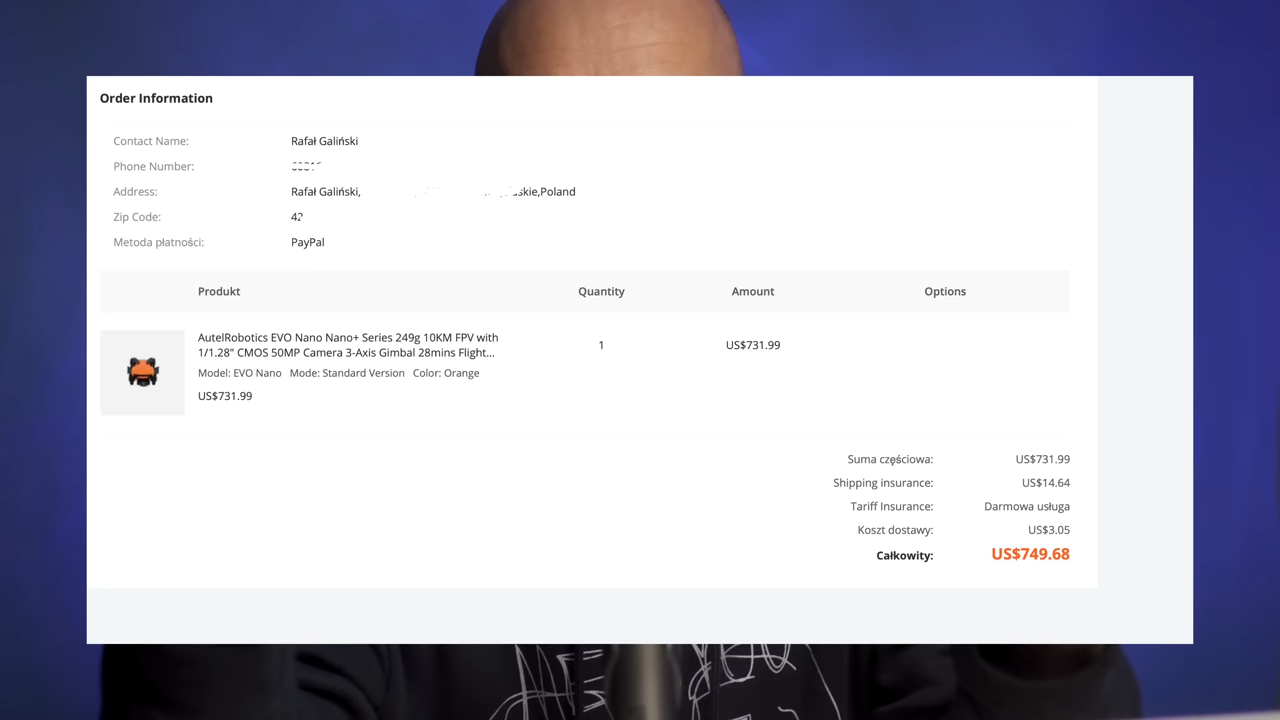 Order Information
Contact Name: Rafał Galiński
Phone Number:
Address: Rafał Galiński, skie,Poland
Zip Code: 42
Metoda płatności: PayPal
Produkt Quantity Amount Options
AutelRobotics EVO Nano Nano+ Series 249g 10KM FPV with 1 US$731.99
1/1.28" CMOS 50MP Camera 3-Axis Gimbal 28mins Flight...
Model: EVO Nano Mode: Standard Version Color: Orange
US$731.99
Suma częściowa: US$731.99
Shipping insurance: US$14.64
Tariff Insurance: Darmowa usługa
Koszt dostawy: US$3.05
Całkowity: US$749.68